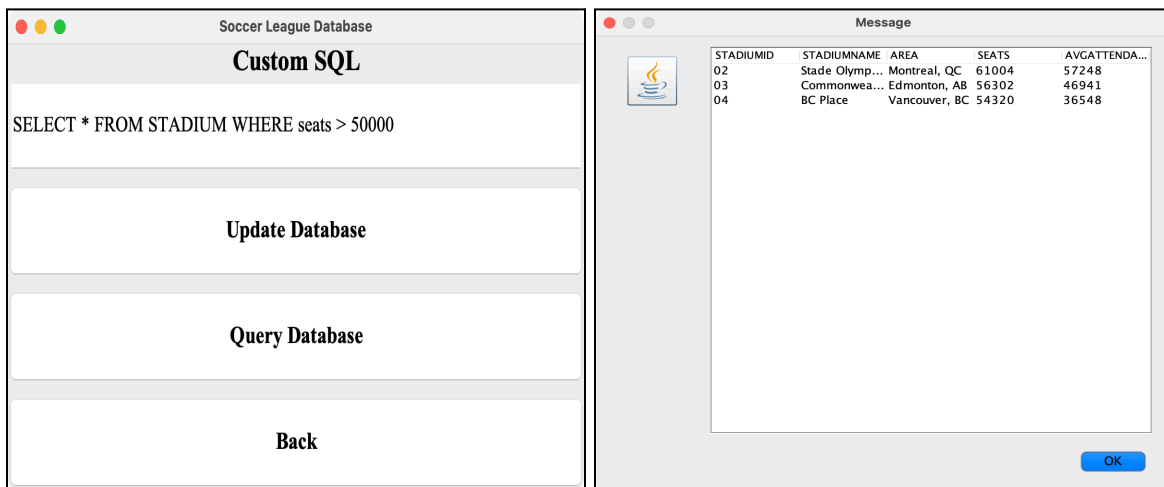 Soccer League Database
Custom SQL
SELECT * FROM STADIUM WHERE seats > 50000
Update Database
Query Database
Back
Message
STADIUMID STADIUMNAME AREA SEATS AVGATTENDA...
02 Stade Olymp... Montreal, QC 61004 57248
03 Commonwea... Edmonton, AB 56302 46941
04 BC Place Vancouver, BC 54320 36548
OK